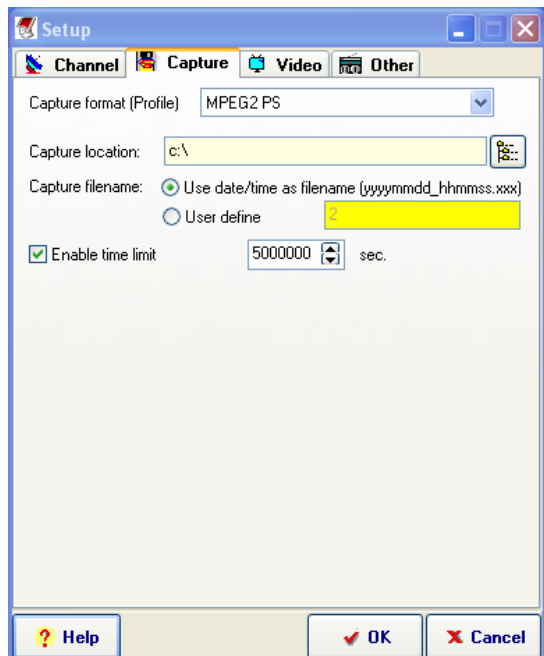 Setup
Channel Capture Video Other
Capture format (Profile) MPEG2 PS
Capture location: c:\
Capture filename: Use date/time as filename (yyyymmdd_hhmmss.xxx)
User define 2
Enable time limit 5000000 sec.
? Help OK X Cancel